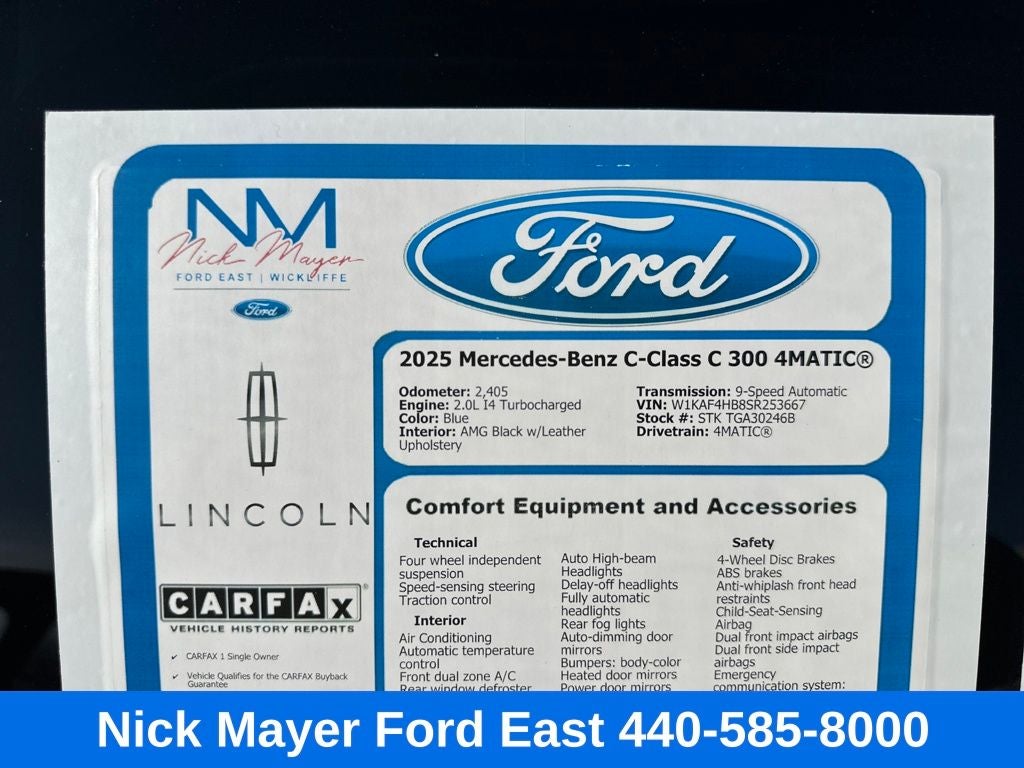 NM
Nick Mayer
FORD EAST | WICKLIFFE
Ford
Ford
LINCOLN
CARFAX®
VEHICLE HISTORY REPORTS
✓ CARFAX 1 Single Owner
✓ Vehicle Qualifies for the CARFAX Buyback
Guarantee
2025 Mercedes-Benz C-Class C 300 4MATIC®
Odometer: 2,405
Engine: 2.0L I4 Turbocharged
Color: Blue
Interior: AMG Black w/Leather
Upholstery
Transmission: 9-Speed Automatic
VIN: W1KAF4HB8SR253667
Stock #: STK TGA30246B
Drivetrain: 4MATIC®
Comfort Equipment and Accessories
Technical
Four wheel independent
suspension
Speed-sensing steering
Traction control
Interior
Air Conditioning
Automatic temperature
control
Front dual zone A/C
Rear window defroster
Auto High-beam
Headlights
Delay-off headlights
Fully automatic
headlights
Rear fog lights
Auto-dimming door
mirrors
Bumpers: body-color
Heated door mirrors
Power door mirrors
Safety
4-Wheel Disc Brakes
ABS brakes
Anti-whiplash front head
restraints
Child-Seat-Sensing
Airbag
Dual front impact airbags
Dual front side impact
airbags
Emergency
communication system:
Nick Mayer Ford East 440-585-8000